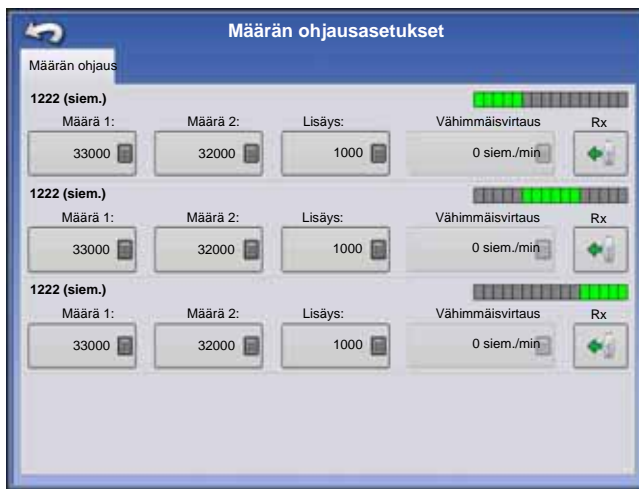 Määrän ohjausasetukset
Määrän ohjaus
1222 (siem.)
Määrä 1: Määrä 2: Lisäys: Vähimmäisvirtaus Rx
33000 32000 1000 0 siem./min
1222 (siem.)
Määrä 1: Määrä 2: Lisäys: Vähimmäisvirtaus Rx
33000 32000 1000 0 siem./min
1222 (siem.)
Määrä 1: Määrä 2: Lisäys: Vähimmäisvirtaus Rx
33000 32000 1000 0 siem./min